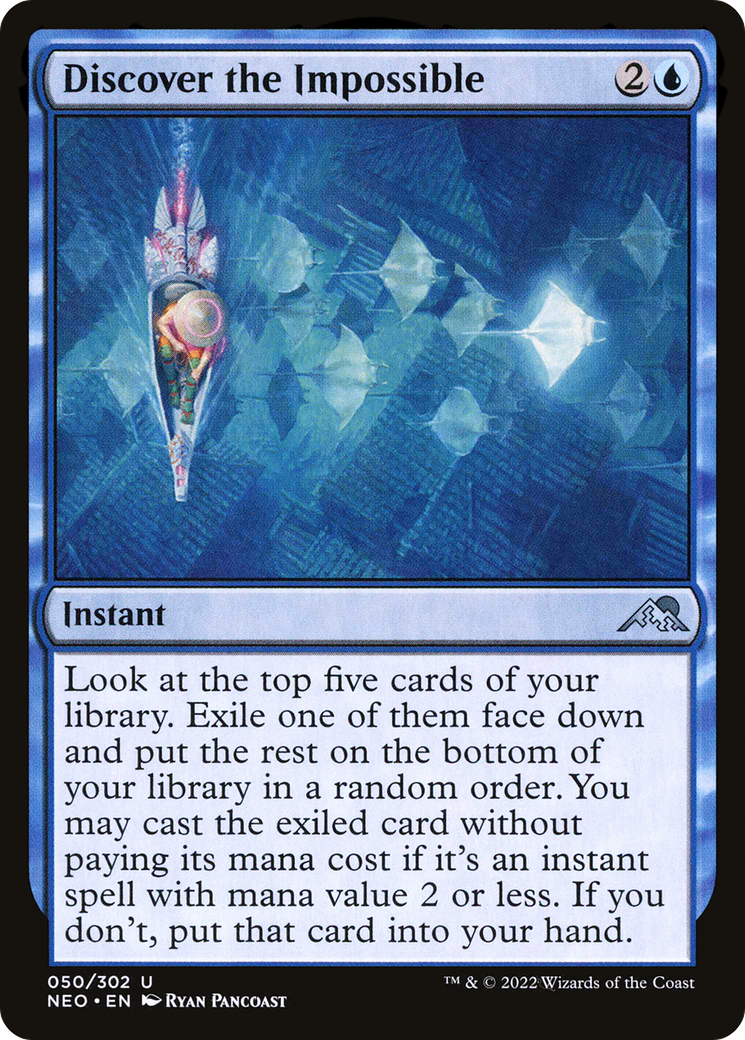 Discover the Impossible 2
Instant
Look at the top five cards of your
library. Exile one of them face down
and put the rest on the bottom of
your library in a random order. You
may cast the exiled card without
paying its mana cost if it's an instant
spell with mana value 2 or less. If you
don't, put that card into your hand.
050/302 U
NEO • EN Ryan Pancoast
™ & © 2022 Wizards of the Coast